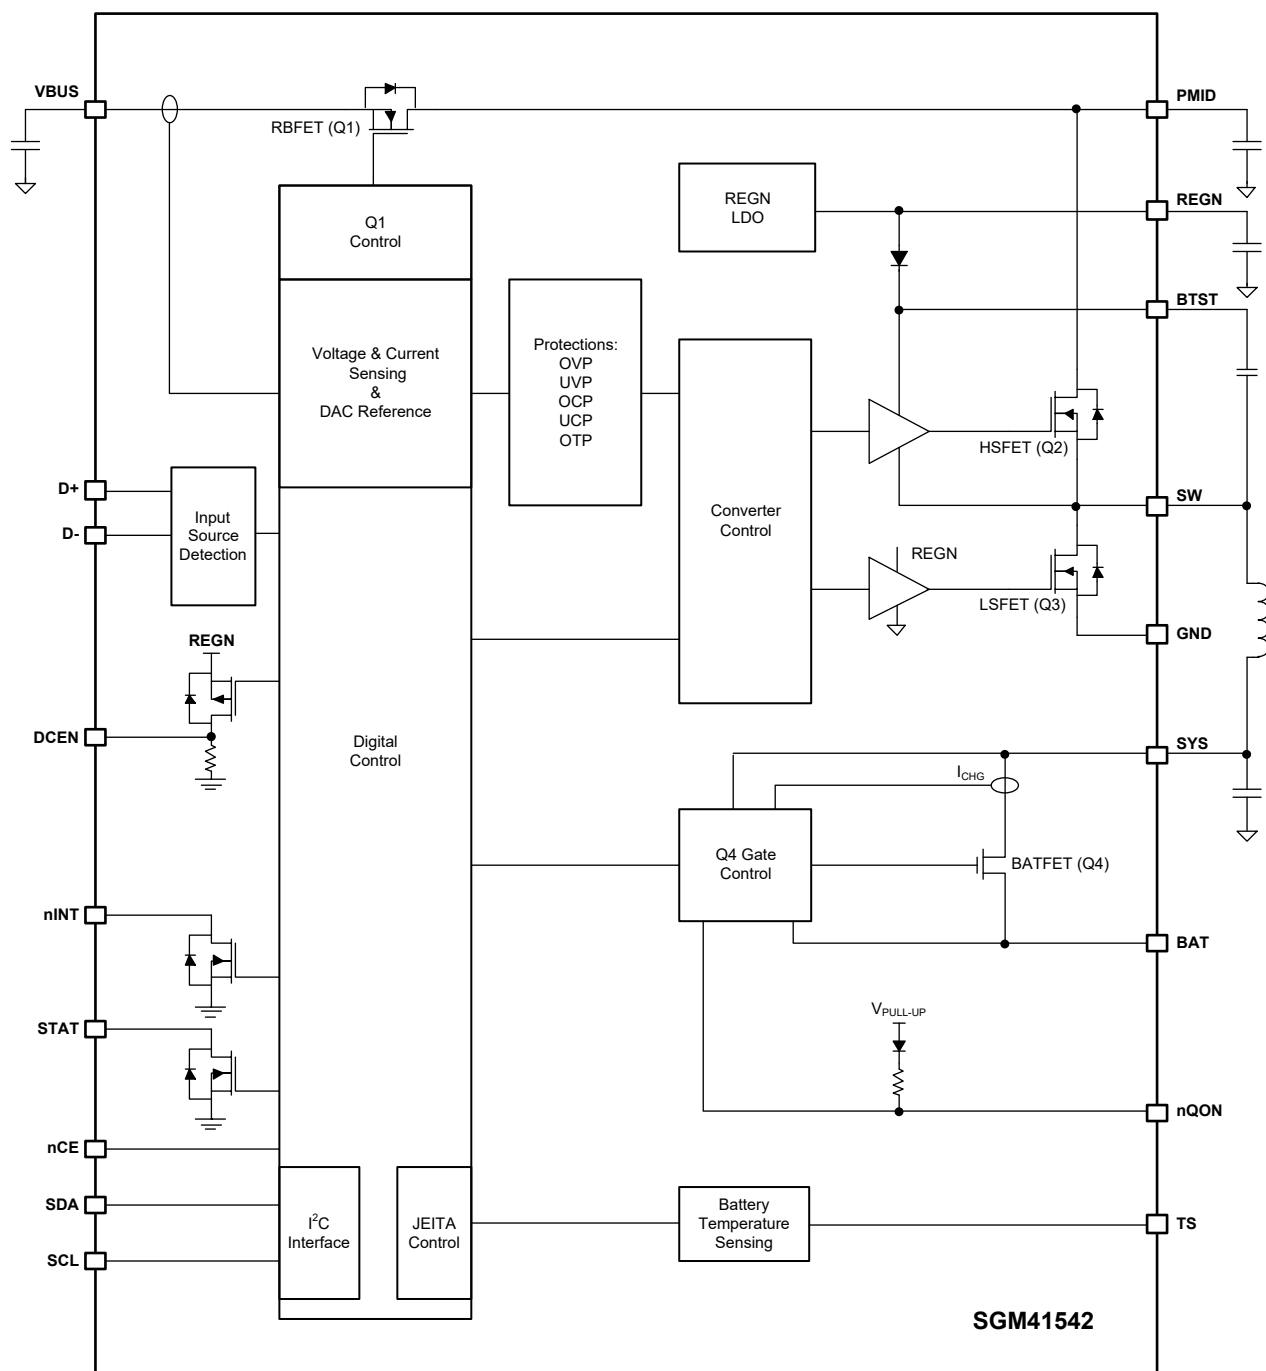 VBUS
PMID
RBFET (Q1)
REGN
LDO
REGN
Q1
Control
BTST
Voltage & Current
Sensing
&
DAC Reference
Protections:
OVP
UVP
OCP
UCP
OTP
HSFET (Q2)
D+
D-
Input
Source
Detection
SW
Converter
Control
REGN
LSFET (Q3)
GND
REGN
DCEN
Digital
Control
SYS
ICHG
Q4 Gate
Control
BATFET (Q4)
nINT
BAT
STAT
VPULL-UP
nQON
nCE
SDA
SCL
I2C
Interface
JEITA
Control
Battery
Temperature
Sensing
TS
SGM41542